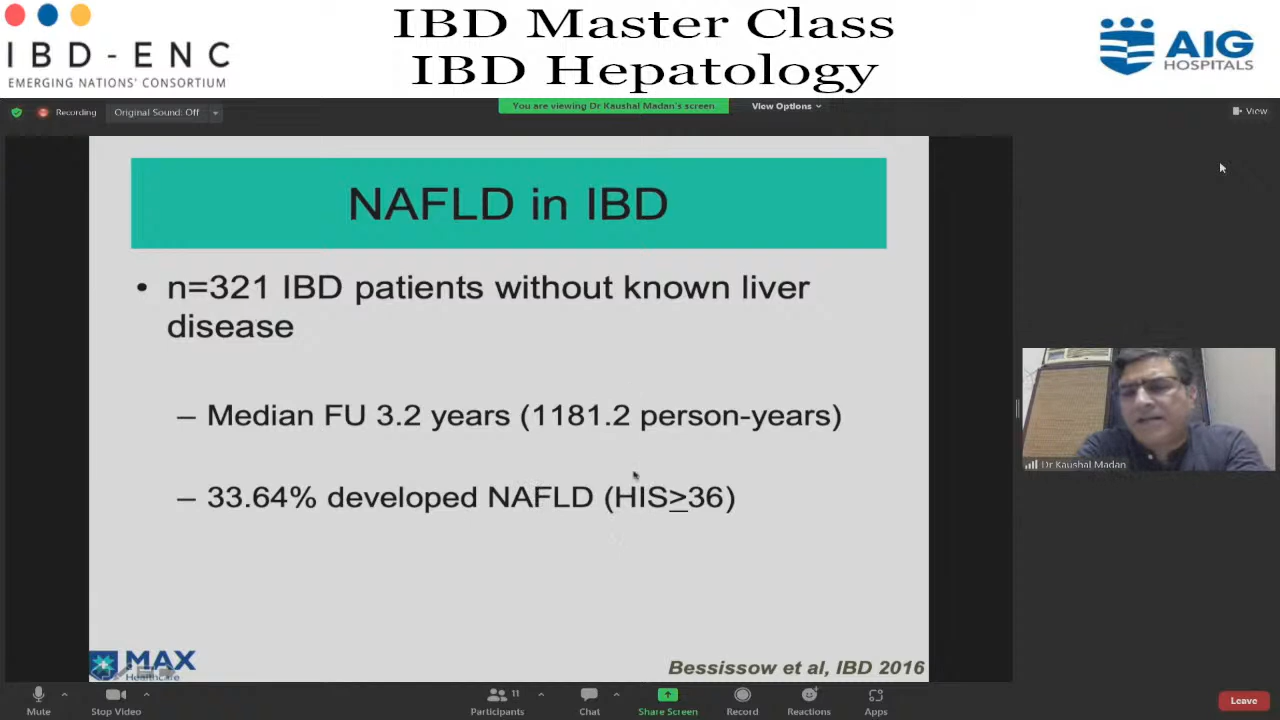 IBD Master Class
IBD Hepatology
IBD-ENC
EMERGING NATIONS' CONSORTIUM
AIG
HOSPITALS
Recording
Original Sound: Off
You are viewing Dr Kaushal Madan's screen
View Options
View
NAFLD in IBD
• n=321 IBD patients without known liver
disease
– Median FU 3.2 years (1181.2 person-years)
– 33.64% developed NAFLD (HIS≥36)
Dr Kaushal Madan
MAX
Healthcare
Bessissow et al, IBD 2016
Mute
Stop Video
Participants
11
Chat
Share Screen
Record
Reactions
Apps
Leave